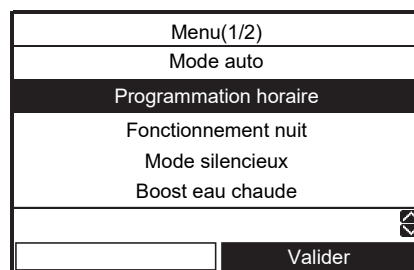 Menu(1/2)
Mode auto
Programmation horaire
Fonctionnement nuit
Mode silencieux
Boost eau chaude
Valider